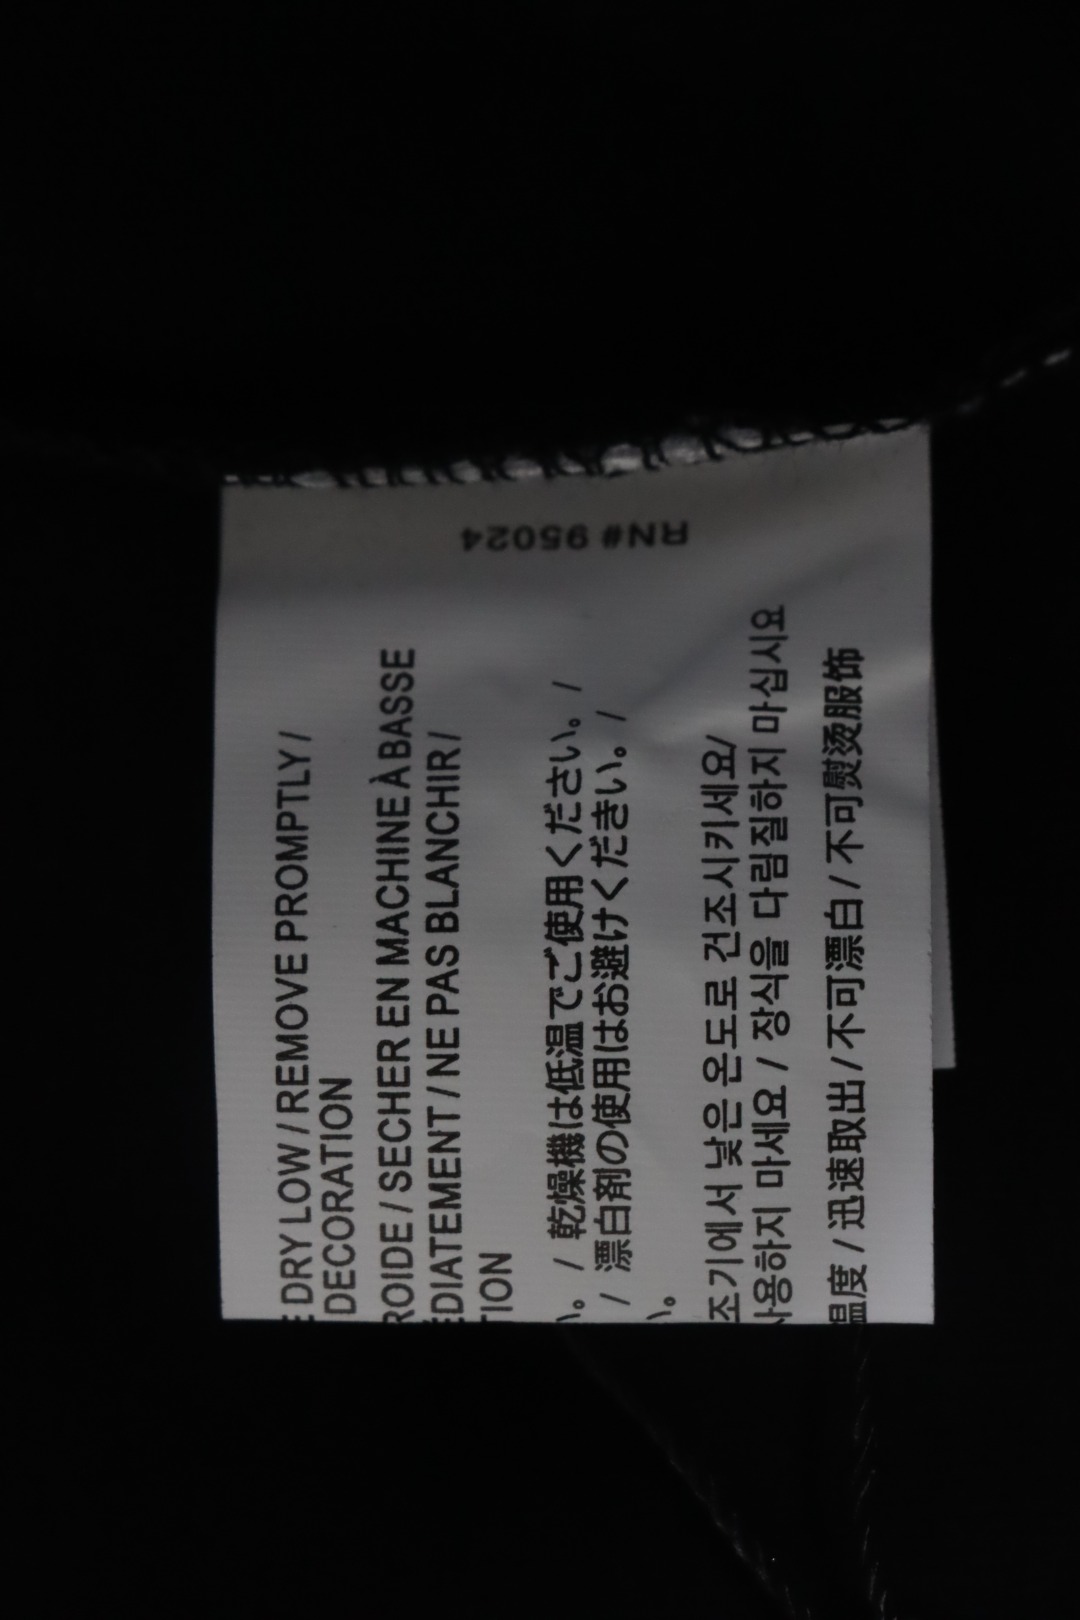 RN# 95024
DRY LOW / REMOVE PROMPTLY /
DECORATION
ROIDE / SECHER EN MACHINE À BASSE
ÉDIATEMENT / NE PAS BLANCHIR /
TION
い。 / 乾燥機は低温でご使用ください。 /
/ 漂白剤の使用はお避けくだきい。 /
い。
조기에서 낮은 온도로 건조시키세요/
사용하지 마세요 / 장식을 다림질하지 마십시요
温度 / 迅速取出 / 不可漂白 / 不可熨烫服饰